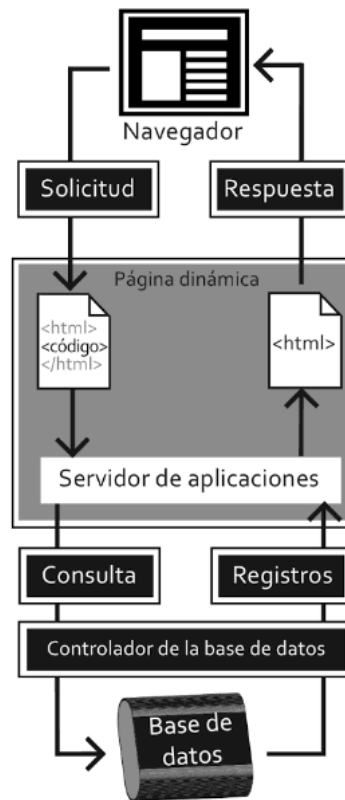 Navegador
Solicitud
Respuesta
Página dinámica
<html>
<código>
</html>
<html>
Servidor de aplicaciones
Consulta
Registros
Controlador de la base de datos
Base de
datos